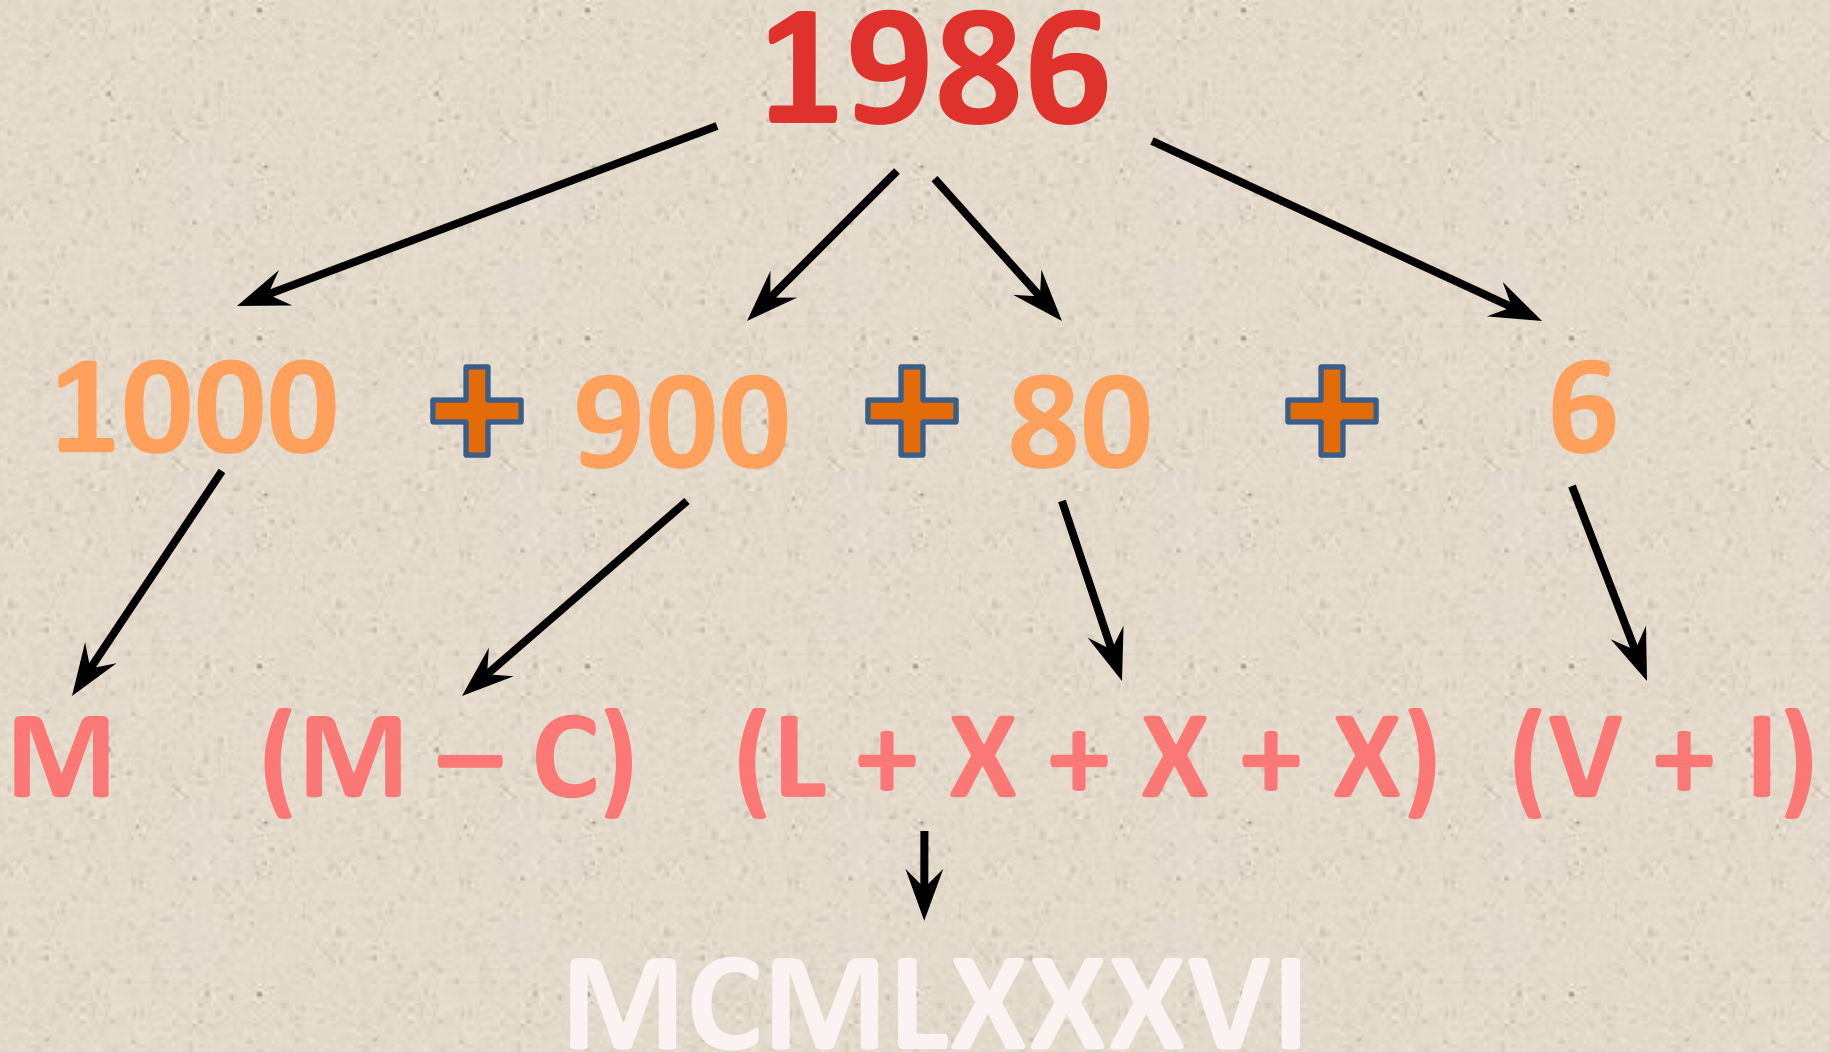 1986
1000 + 900 + 80 + 6
M (M – C) (L + X + X + X) (V + I)
MCMLXXXVI